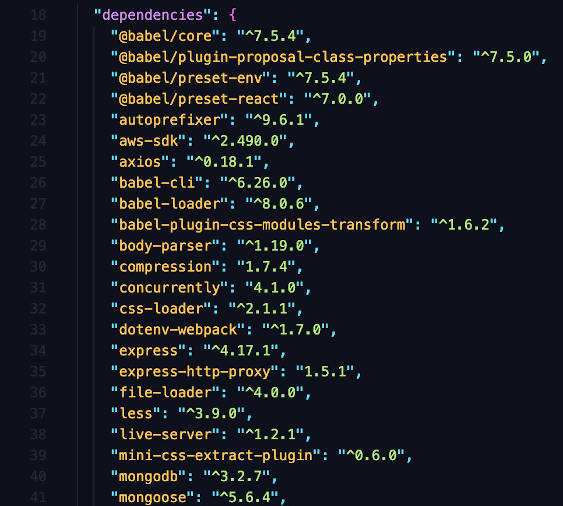 18 "dependencies": {
19 "@babel/core": "^7.5.4",
20 "@babel/plugin-proposal-class-properties": "^7.5.0",
21 "@babel/preset-env": "^7.5.4",
22 "@babel/preset-react": "^7.0.0",
23 "autoprefixer": "^9.6.1",
24 "aws-sdk": "^2.490.0",
25 "axios": "^0.18.1",
26 "babel-cli": "^6.26.0",
27 "babel-loader": "^8.0.6",
28 "babel-plugin-css-modules-transform": "^1.6.2",
29 "body-parser": "^1.19.0",
30 "compression": "1.7.4",
31 "concurrently": "4.1.0",
32 "css-loader": "^2.1.1",
33 "dotenv-webpack": "^1.7.0",
34 "express": "^4.17.1",
35 "express-http-proxy": "1.5.1",
36 "file-loader": "^4.0.0",
37 "less": "^3.9.0",
38 "live-server": "^1.2.1",
39 "mini-css-extract-plugin": "^0.6.0",
40 "mongodb": "^3.2.7",
41 "mongoose": "^5.6.4",